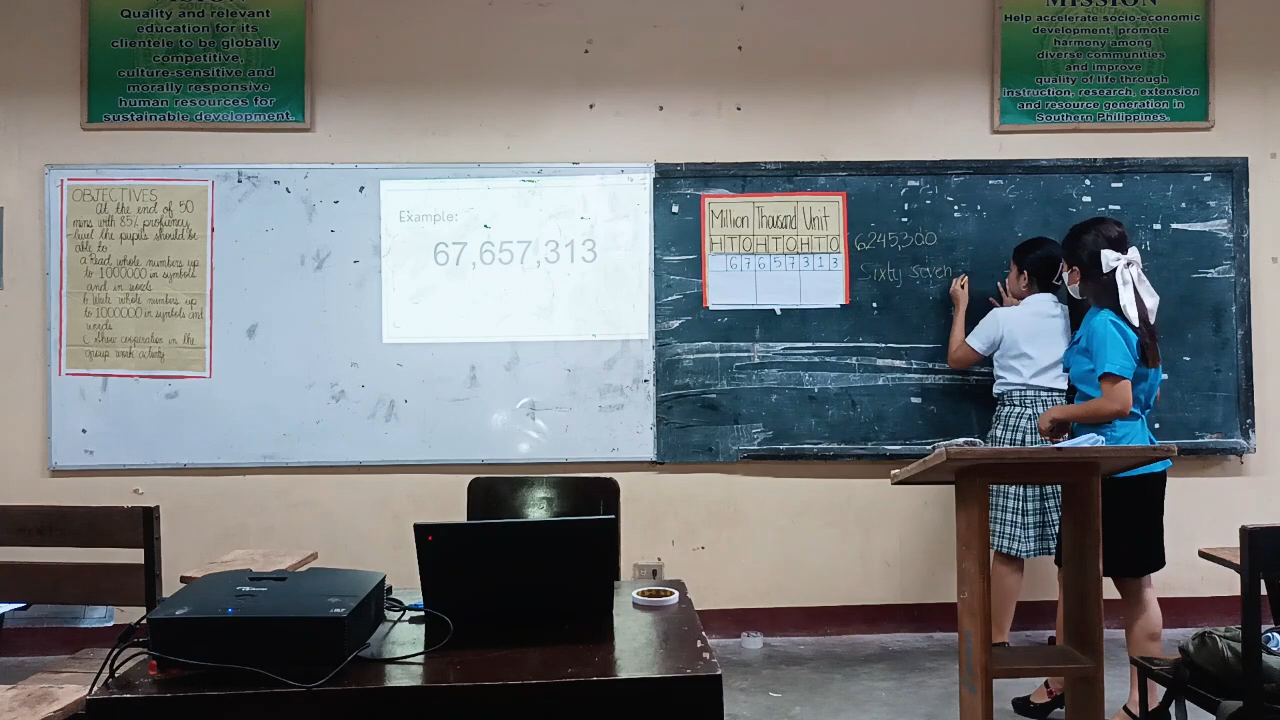 Quality and relevant
education for its
clientele to be globally
competitive,
culture-sensitive and
morally responsive
human resources for
sustainable development.
MISSION
Help accelerate socio-economic
development, promote
harmony among
diverse communities
and improve
quality of life through
instruction, research, extension
and resource generation in
Southern Philippines.
OBJECTIVES
At the end of 50
mins with 85% proficiency
level the pupils should be
able to
a. Read whole numbers up
to 1000000 in symbols
and in words
b. Write whole numbers up
to 1000000 in symbols and
words
C. Show cooperation in the
group work activity
Example:
67,657,313
Million Thousand Unit
H T O H T O H T O
6 7 6 5 7 3 1 3
6245,300
Sixty seven